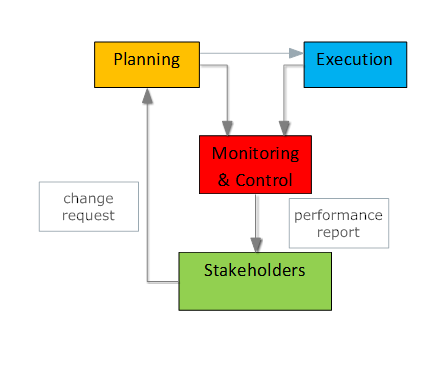 Planning
Execution
Monitoring
& Control
change
request
performance
report
Stakeholders